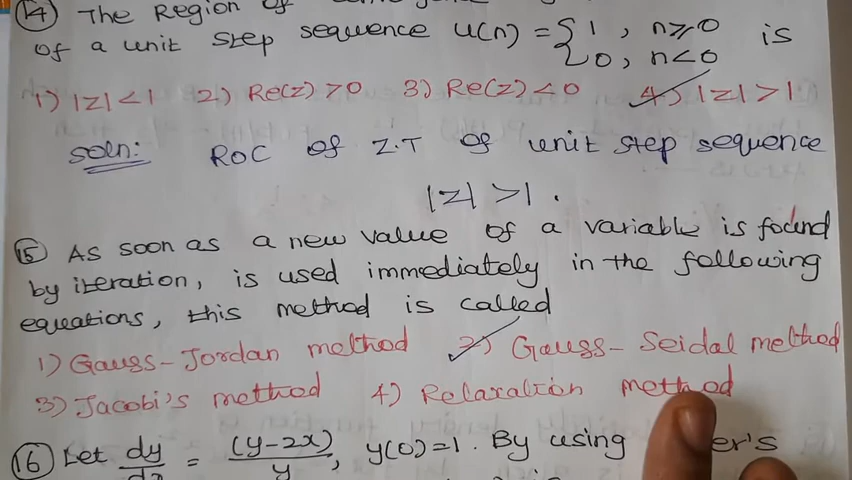 14 The Region of
of a unit step sequence u(n) = { 1, n≥0
0, n<0 is
1) |z|<1 2) Re(z) >0 3) Re(z) <0 4) |z|>1
Soln: ROC of Z.T of unit step sequence
|z| >1.
15 As soon as a new value of a variable is found
by iteration, is used immediately in the following
equations, this method is called
1) Gauss-Jordan method 2) Gauss-Seidal method
3) Jacobi's method 4) Relaxation method
16 Let dy/dx = (y-2x)/y, y(0)=1. By using